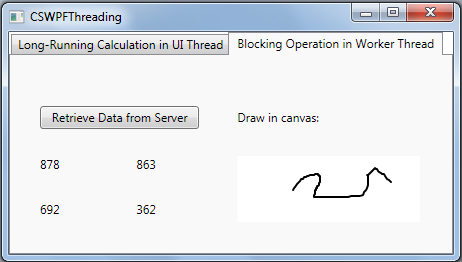 CSWPFThreading
Long-Running Calculation in UI Thread Blocking Operation in Worker Thread
Retrieve Data from Server Draw in canvas:
878 863
692 362